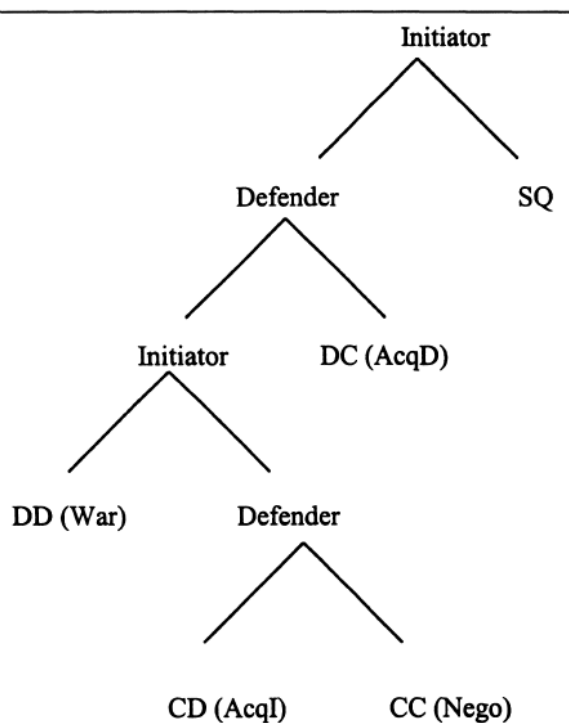 Initiator
Defender SQ
Initiator DC (AcqD)
DD (War) Defender
CD (AcqI) CC (Nego)